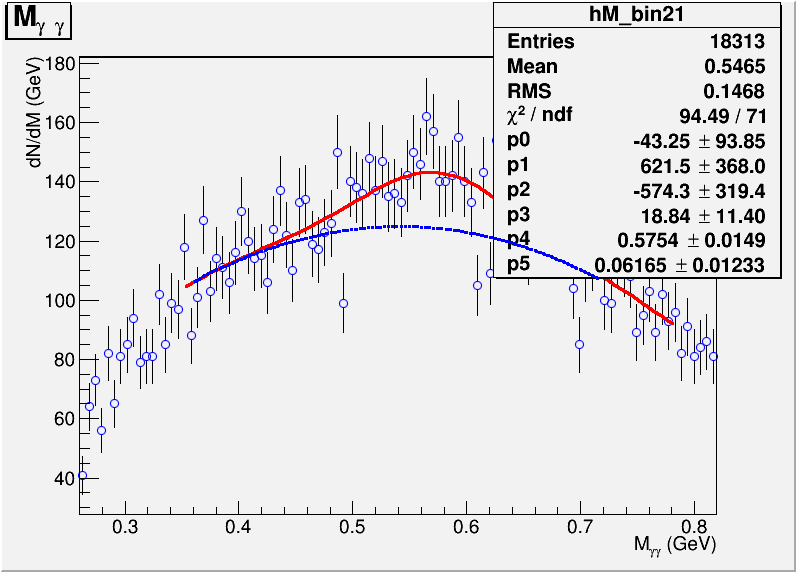 M γ γ
hM_bin21
Entries 18313
Mean 0.5465
RMS 0.1468
χ² / ndf 94.49 / 71
p0 -43.25 ± 93.85
p1 621.5 ± 368.0
p2 -574.3 ± 319.4
p3 18.84 ± 11.40
p4 0.5754 ± 0.0149
p5 0.06165 ± 0.01233
dN/dM (GeV)
180
160
140
120
100
80
60
40
0.3 0.4 0.5 0.6 0.7 0.8
M γγ (GeV)